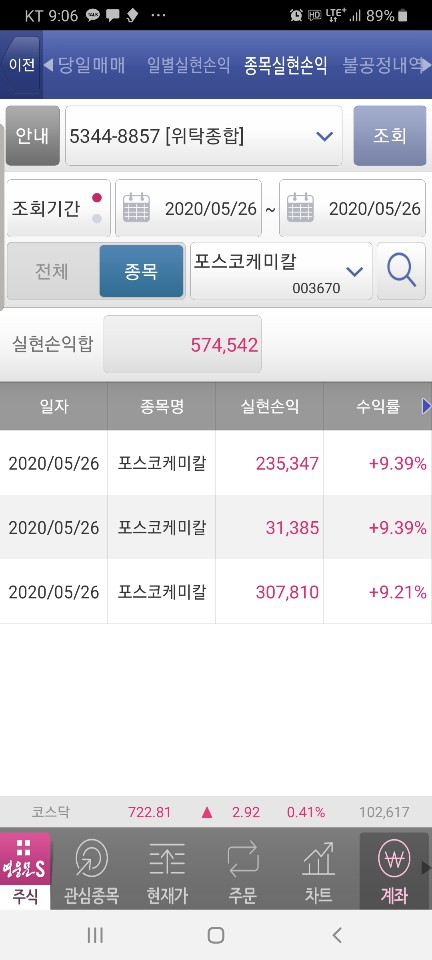 KT 9:06 TALK ··· HD LTE+ 89%
이전 당일매매 일별실현손익 종목실현손익 불공정내역
안내 5344-8857 [위탁종합] 조회
조회기간 2020/05/26 ~ 2020/05/26
전체 종목 포스코케미칼 003670
실현손익합 574,542
일자 종목명 실현손익 수익률
2020/05/26 포스코케미칼 235,347 +9.39%
2020/05/26 포스코케미칼 31,385 +9.39%
2020/05/26 포스코케미칼 307,810 +9.21%
코스닥 722.81 ▲ 2.92 0.41% 102,617
영웅문S
주식 관심종목 현재가 주문 차트 계좌